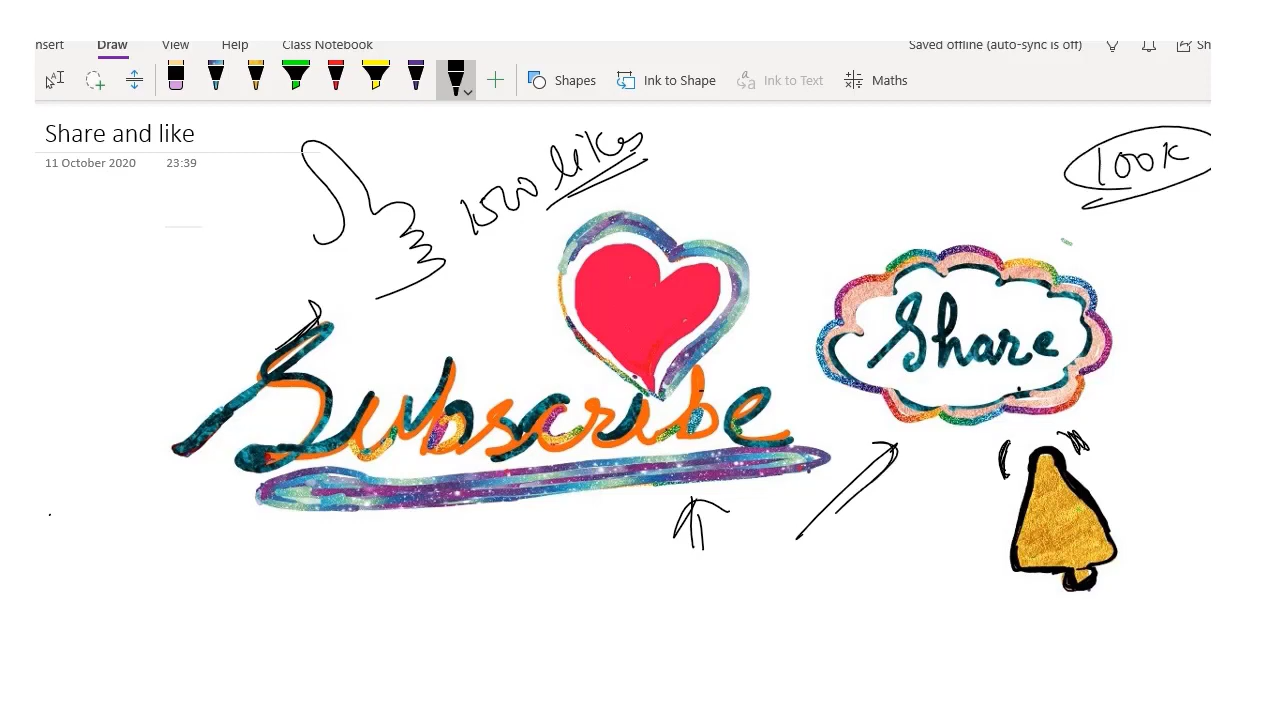 nsert Draw View Help Class Notebook Saved offline (auto-sync is off) Sh
Shapes Ink to Shape Ink to Text Maths
Share and like
11 October 2020 23:39
1500 likes
100K
Share
Subscribe